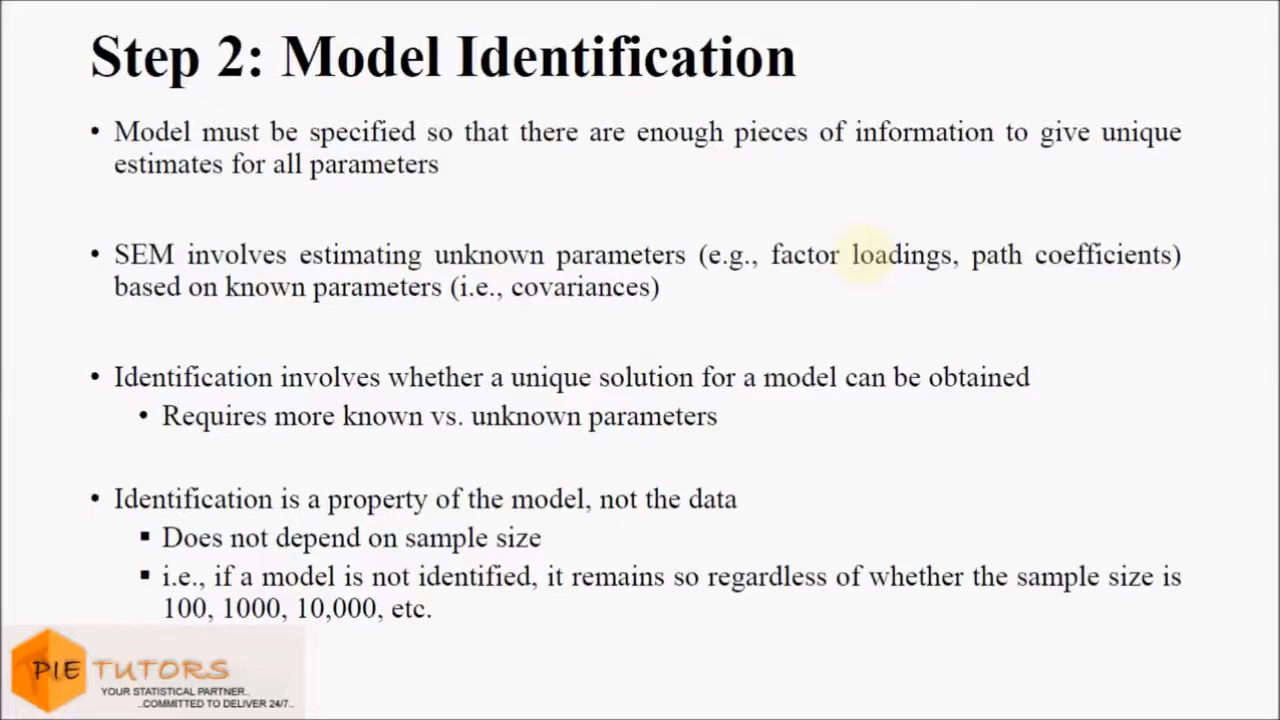 Step 2: Model Identification
• Model must be specified so that there are enough pieces of information to give unique
estimates for all parameters
• SEM involves estimating unknown parameters (e.g., factor loadings, path coefficients)
based on known parameters (i.e., covariances)
• Identification involves whether a unique solution for a model can be obtained
• Requires more known vs. unknown parameters
• Identification is a property of the model, not the data
▪ Does not depend on sample size
▪ i.e., if a model is not identified, it remains so regardless of whether the sample size is
100, 1000, 10,000, etc.
PIE TUTORS
YOUR STATISTICAL PARTNER..
..COMMITTED TO DELIVER 24/7..